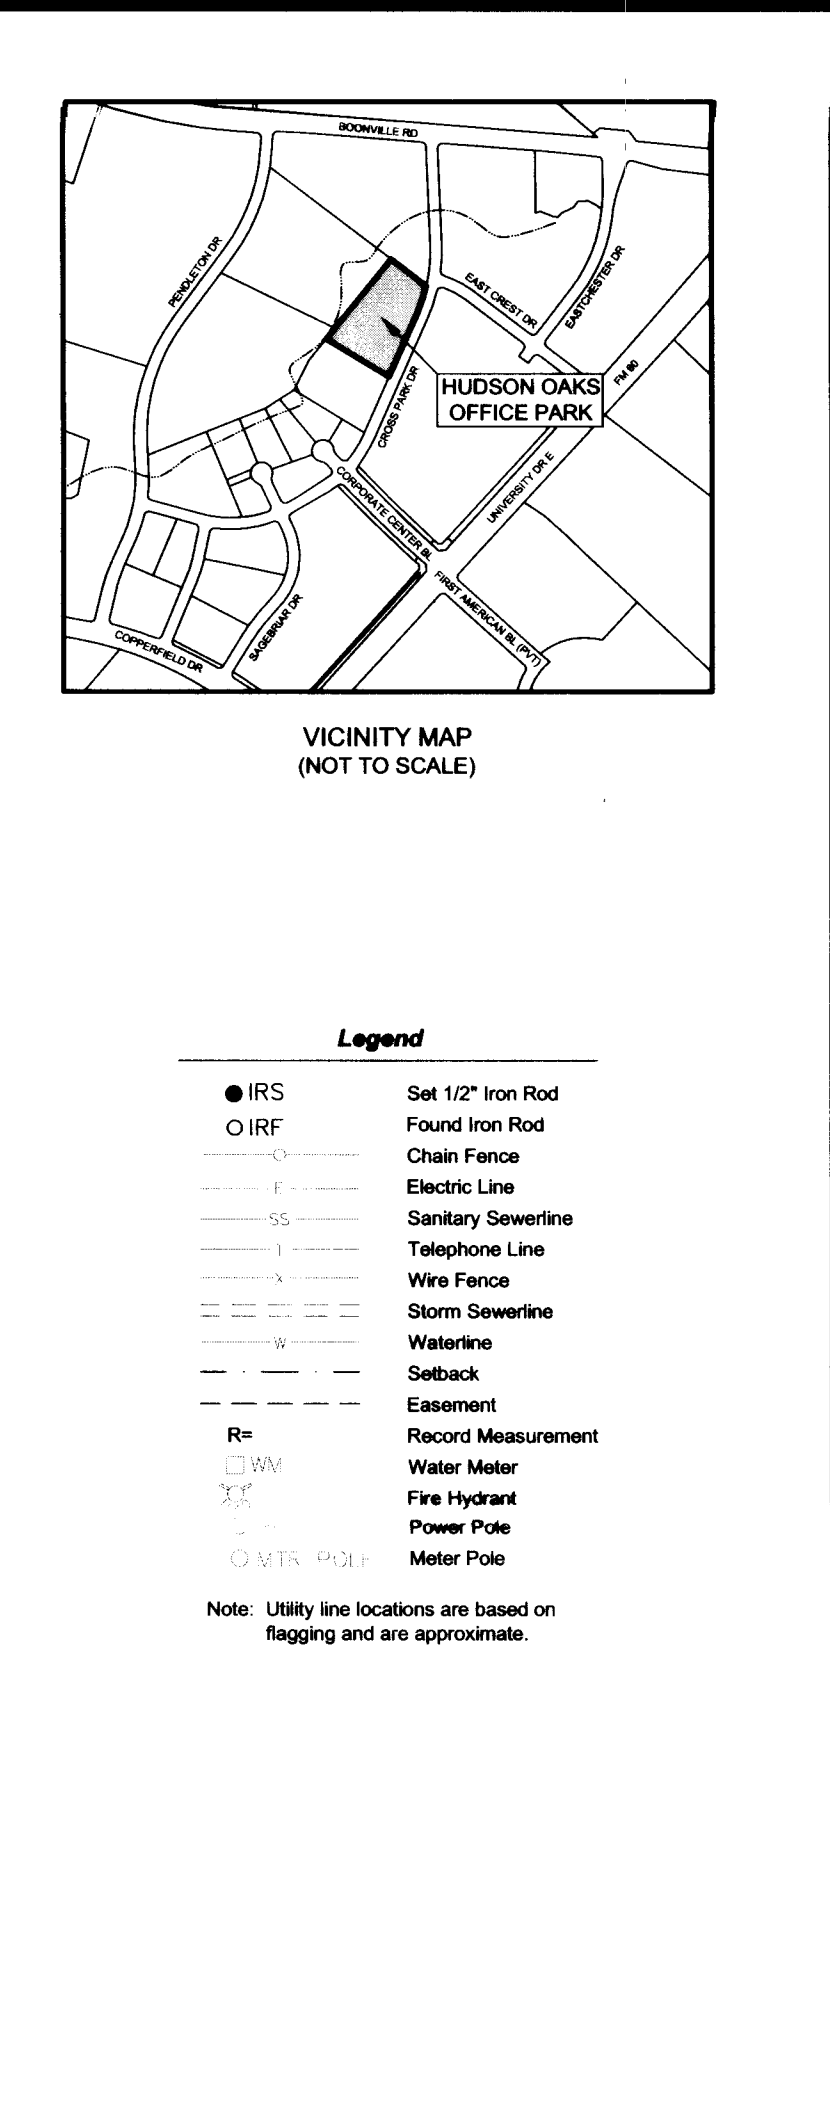 BOONVILLE RD
PENDLETON DR
EAST CREST DR
EASTCHESTER DR
FM 60
HUDSON OAKS
OFFICE PARK
CROSS PARK DR
UNIVERSITY DR E
CORPORATE CENTER BL
FIRST AMERICAN BL (PVT)
SAGEBRIAR DR
COPPERFIELD DR
VICINITY MAP
(NOT TO SCALE)
Legend
IRS Set 1/2" Iron Rod
IRF Found Iron Rod
O Chain Fence
E Electric Line
SS Sanitary Sewerline
T Telephone Line
X Wire Fence
Storm Sewerline
W Waterline
Setback
Easement
R= Record Measurement
WM Water Meter
Fire Hydrant
Power Pole
MTR POLE Meter Pole
Note: Utility line locations are based on
flagging and are approximate.